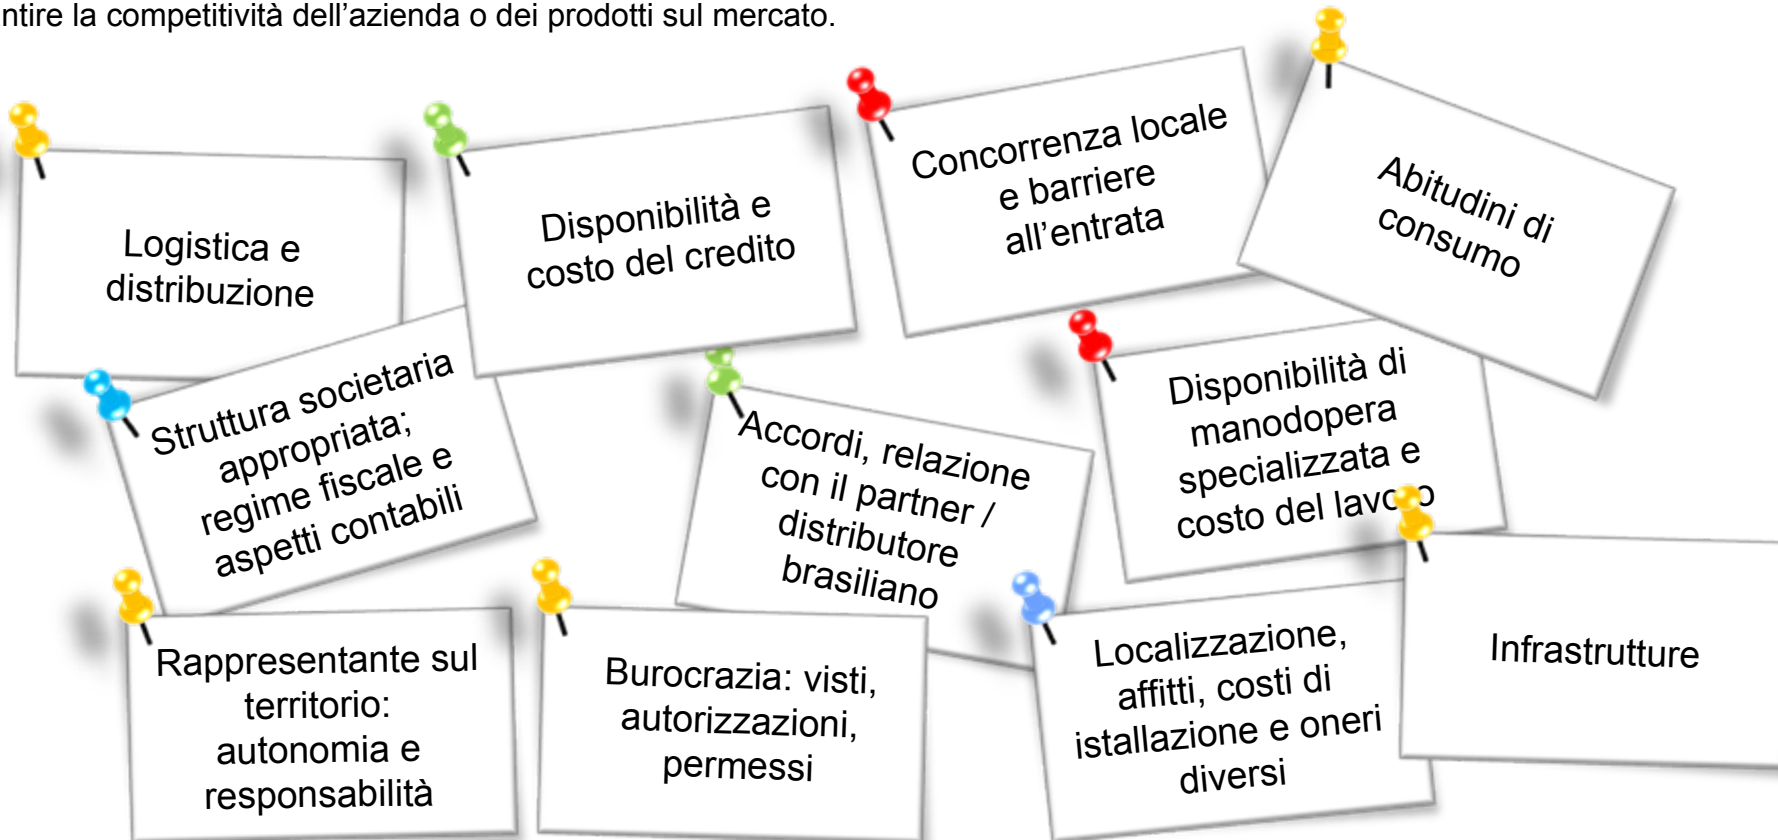 la competitività dell’azienda o dei prodotti sul mercato.
Logistica e
distribuzione
Disponibilità e
costo del credito
Concorrenza locale
e barriere
all’entrata
Abitudini di
consumo
Struttura societaria
appropriata;
regime fiscale e
aspetti contabili
Accordi, relazione
con il partner /
distributore
brasiliano
Disponibilità di
manodopera
specializzata e
costo del lavoro
Rappresentante sul
territorio:
autonomia e
responsabilità
Burocrazia: visti,
autorizzazioni,
permessi
Localizzazione,
affitti, costi di
istallazione e oneri
diversi
Infrastrutture